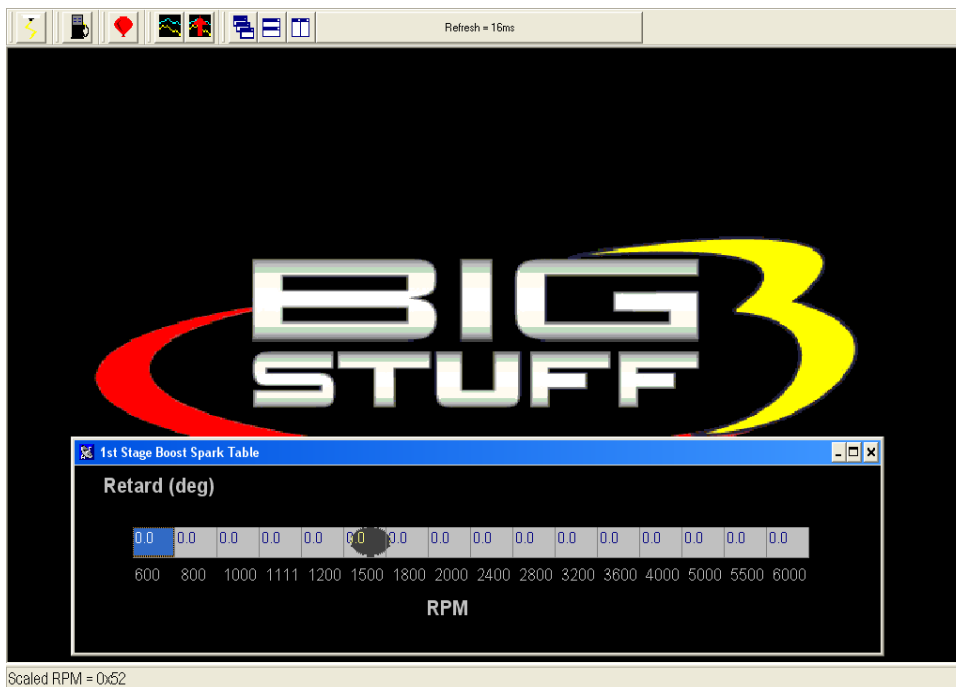 Refresh = 16ms
BIG 3
STUFF
1st Stage Boost Spark Table
Retard (deg)
0.0 0.0 0.0 0.0 0.0 0.0 0.0 0.0 0.0 0.0 0.0 0.0 0.0 0.0 0.0 0.0
600 800 1000 1111 1200 1500 1800 2000 2400 2800 3200 3600 4000 5000 5500 6000
RPM
Scaled RPM = 0x52